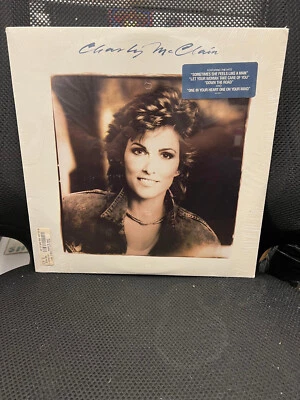 Charly McClain
"SOMETIMES SHE FEELS LIKE A MAN"
"LET YOUR WOMAN TAKE CARE OF YOU"
"DOWN THE ROAD"
"ONE IN YOUR HEART ONE ON YOUR MIND"